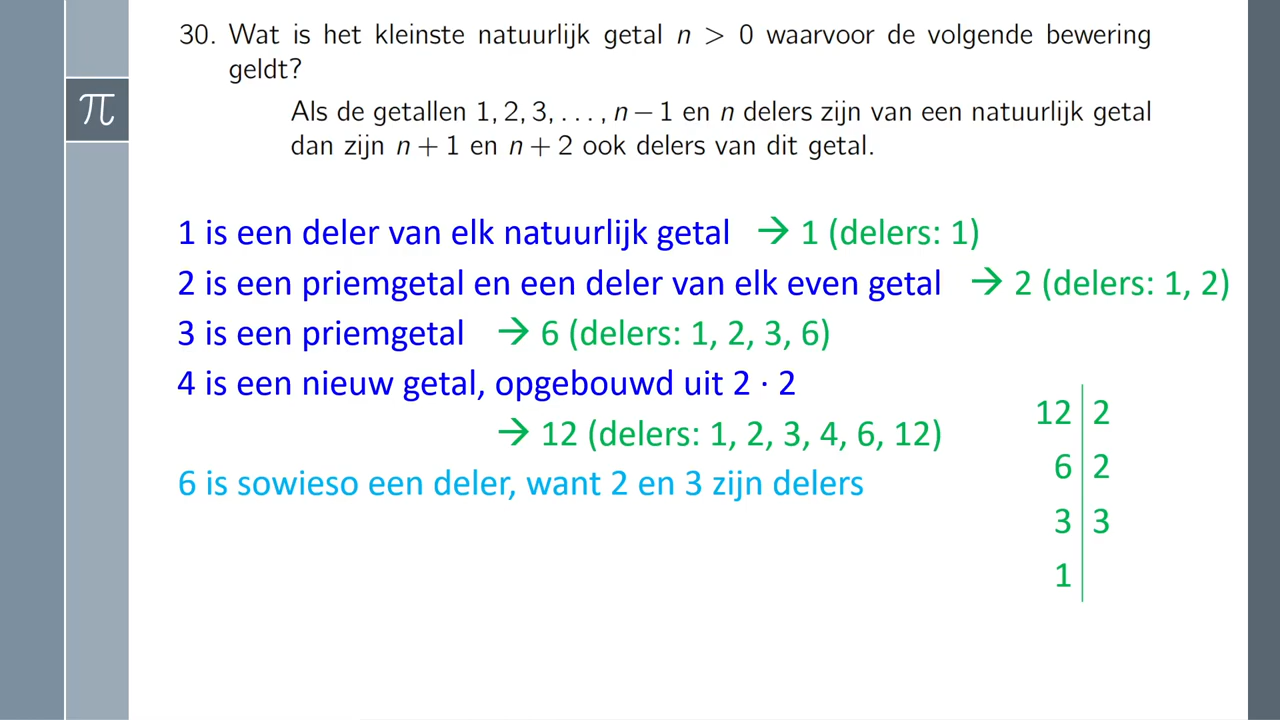 30. Wat is het kleinste natuurlijk getal n > 0 waarvoor de volgende bewering
geldt?
Als de getallen 1, 2, 3, . . . , n − 1 en n delers zijn van een natuurlijk getal
dan zijn n + 1 en n + 2 ook delers van dit getal.
π
1 is een deler van elk natuurlijk getal → 1 (delers: 1)
2 is een priemgetal en een deler van elk even getal → 2 (delers: 1, 2)
3 is een priemgetal → 6 (delers: 1, 2, 3, 6)
4 is een nieuw getal, opgebouwd uit 2 · 2
→ 12 (delers: 1, 2, 3, 4, 6, 12)
6 is sowieso een deler, want 2 en 3 zijn delers
12 2
6 2
3 3
1